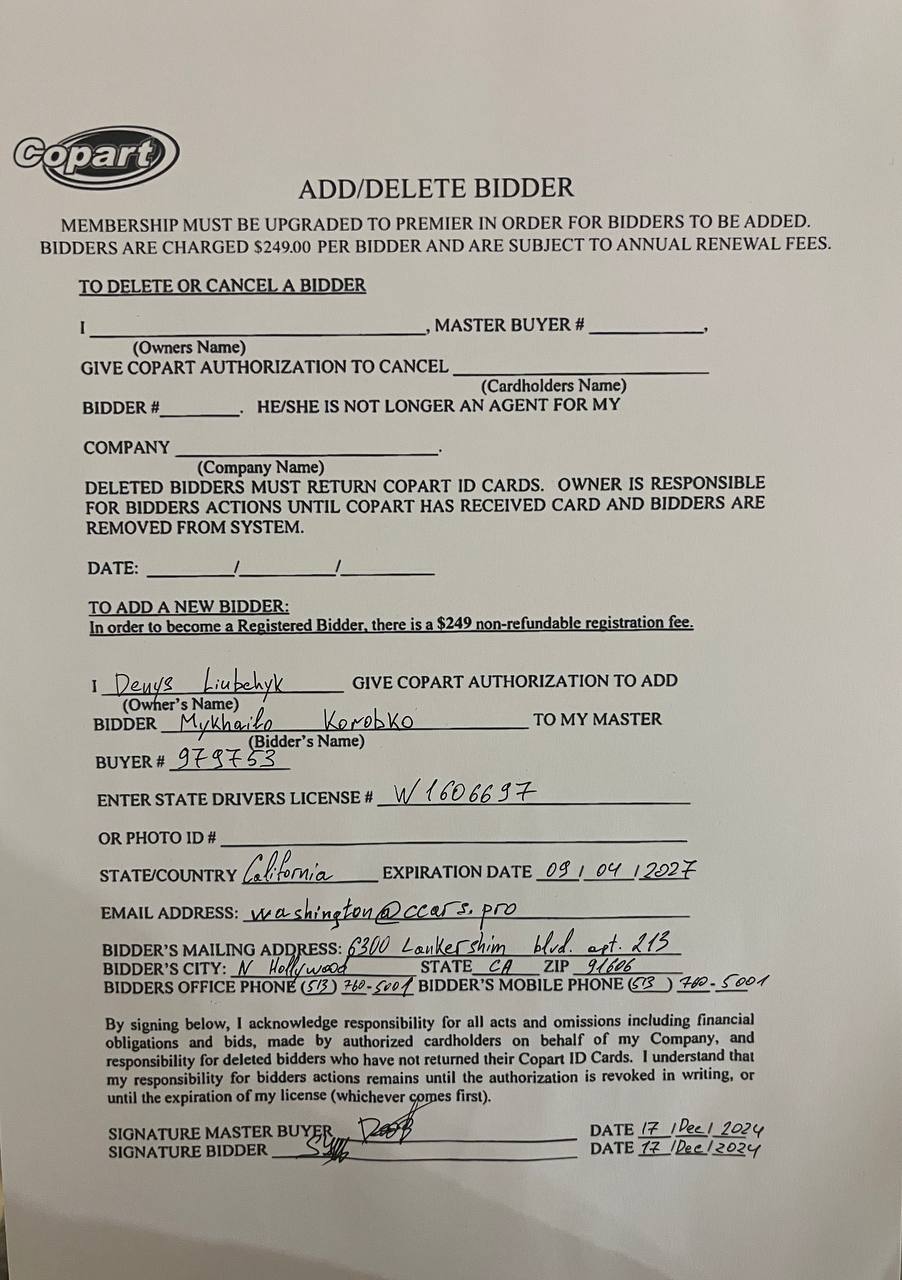 Copart
ADD/DELETE BIDDER
MEMBERSHIP MUST BE UPGRADED TO PREMIER IN ORDER FOR BIDDERS TO BE ADDED.
BIDDERS ARE CHARGED $249.00 PER BIDDER AND ARE SUBJECT TO ANNUAL RENEWAL FEES.
TO DELETE OR CANCEL A BIDDER
I ____________________, MASTER BUYER # ____________,
(Owners Name)
GIVE COPART AUTHORIZATION TO CANCEL ____________________
(Cardholders Name)
BIDDER #________. HE/SHE IS NOT LONGER AN AGENT FOR MY
COMPANY ____________________.
(Company Name)
DELETED BIDDERS MUST RETURN COPART ID CARDS. OWNER IS RESPONSIBLE
FOR BIDDERS ACTIONS UNTIL COPART HAS RECEIVED CARD AND BIDDERS ARE
REMOVED FROM SYSTEM.
DATE: ________/________/________
TO ADD A NEW BIDDER:
In order to become a Registered Bidder, there is a $249 non-refundable registration fee.
I Denys Liubchyk GIVE COPART AUTHORIZATION TO ADD
(Owner's Name)
BIDDER Mykhailo Korobko TO MY MASTER
(Bidder's Name)
BUYER # 979753
ENTER STATE DRIVERS LICENSE # W1606697
OR PHOTO ID # ____________________
STATE/COUNTRY California EXPIRATION DATE 09 / 04 / 2027
EMAIL ADDRESS: washington@ccars.pro
BIDDER'S MAILING ADDRESS: 6300 Lankershim blvd. apt. 213
BIDDER'S CITY: N Hollywood STATE CA ZIP 91606
BIDDERS OFFICE PHONE (513) 760-5001 BIDDER'S MOBILE PHONE (513) 760-5001
By signing below, I acknowledge responsibility for all acts and omissions including financial
obligations and bids, made by authorized cardholders on behalf of my Company, and
responsibility for deleted bidders who have not returned their Copart ID Cards. I understand that
my responsibility for bidders actions remains until the authorization is revoked in writing, or
until the expiration of my license (whichever comes first).
SIGNATURE MASTER BUYER DATE 17 /Dec/ 2024
SIGNATURE BIDDER DATE 17 /Dec/2024